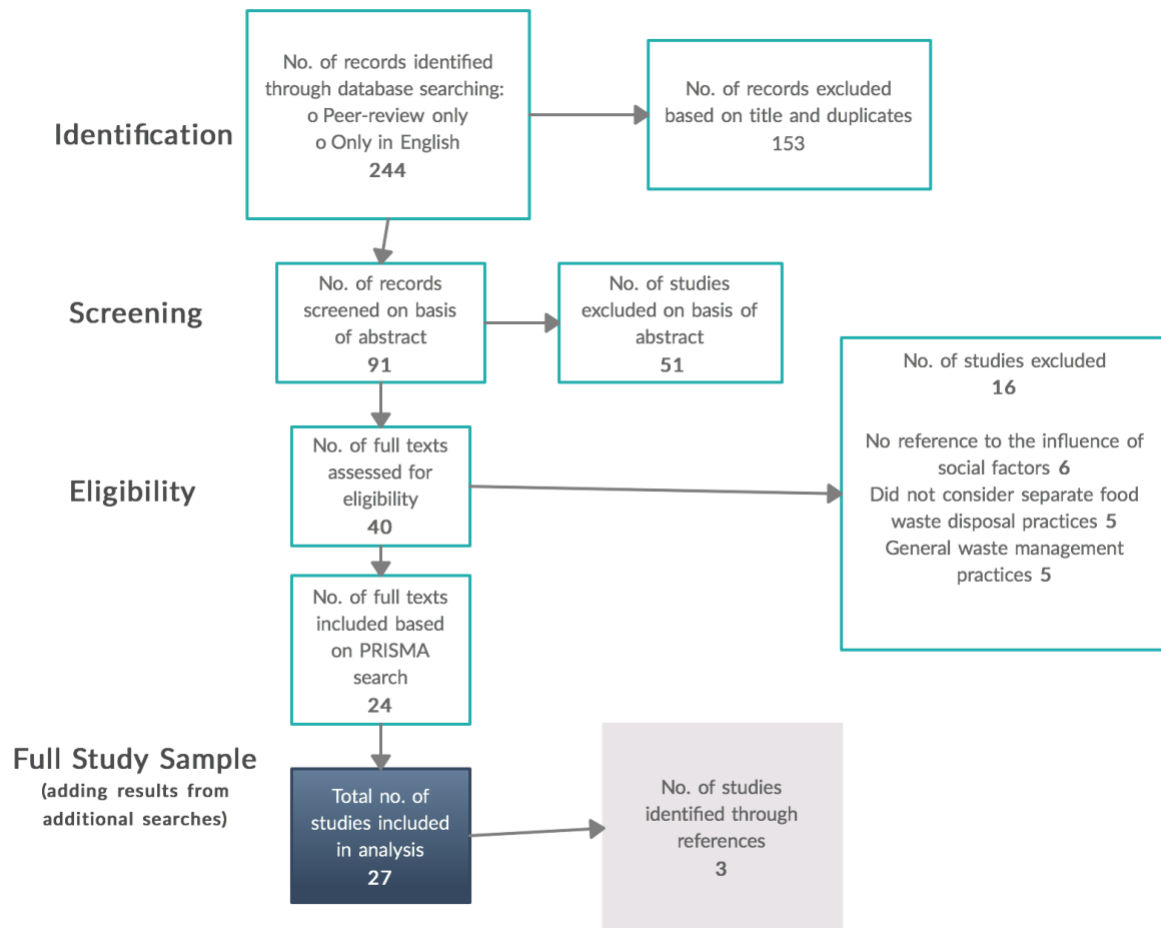 Identification
No. of records identified
through database searching:
o Peer-review only
o Only in English
244
No. of records excluded
based on title and duplicates
153
Screening
No. of records
screened on basis
of abstract
91
No. of studies
excluded on basis of
abstract
51
Eligibility
No. of full texts
assessed for
eligibility
40
No. of studies excluded
16
No reference to the influence of
social factors 6
Did not consider separate food
waste disposal practices 5
General waste management
practices 5
No. of full texts
included based
on PRISMA
search
24
Full Study Sample
(adding results from
additional searches)
Total no. of
studies included
in analysis
27
No. of studies
identified through
references
3